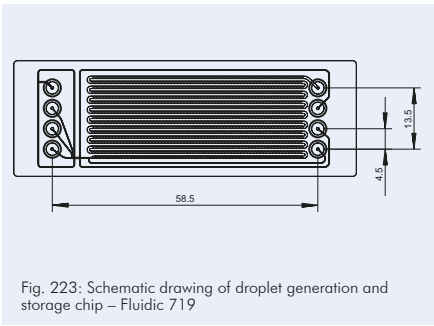 13.5
4.5
58.5
Fig. 223: Schematic drawing of droplet generation and
storage chip – Fluidic 719